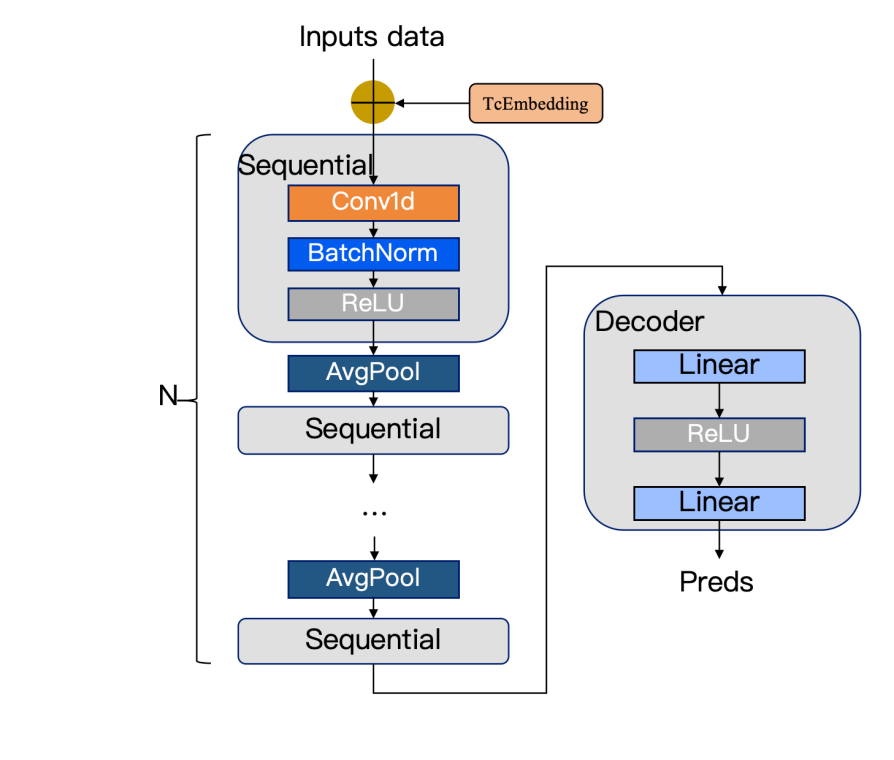 Inputs data
TcEmbedding
Sequential
Conv1d
BatchNorm
ReLU
AvgPool
Sequential
...
AvgPool
Sequential
N
Decoder
Linear
ReLU
Linear
Preds